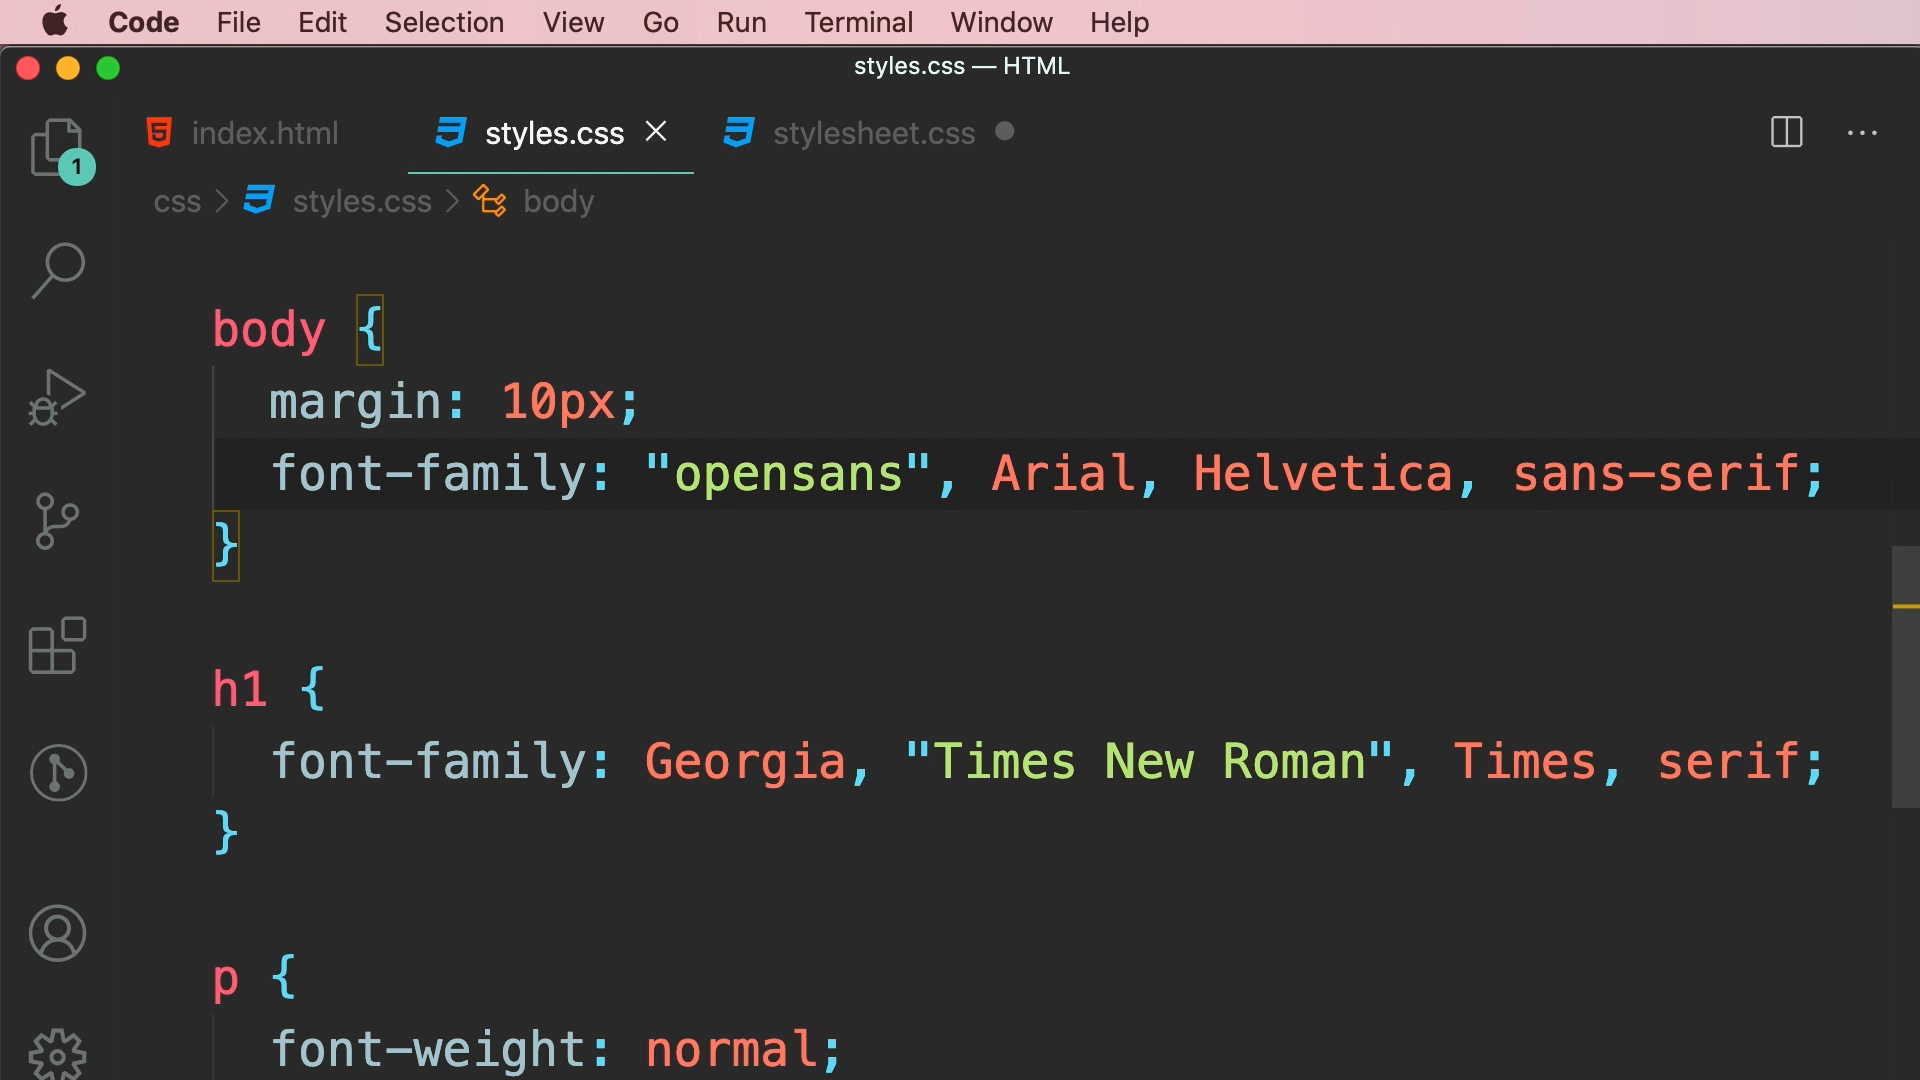 Code File Edit Selection View Go Run Terminal Window Help
styles.css — HTML
index.html styles.css stylesheet.css
1
css > styles.css > body
body {
margin: 10px;
font-family: "opensans", Arial, Helvetica, sans-serif;
}
h1 {
font-family: Georgia, "Times New Roman", Times, serif;
}
p {
font-weight: normal;